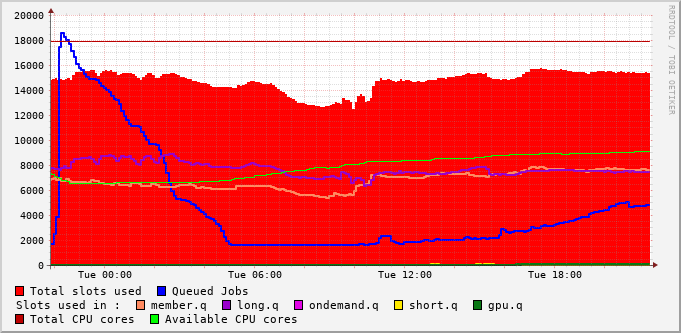 20000
18000
16000
14000
12000
10000
8000
6000
4000
2000
0
Tue 00:00 Tue 06:00 Tue 12:00 Tue 18:00
RRDTOOL / TOBI OETIKER
Total slots used Queued Jobs
Slots used in : member.q long.q ondemand.q short.q gpu.q
Total CPU cores Available CPU cores